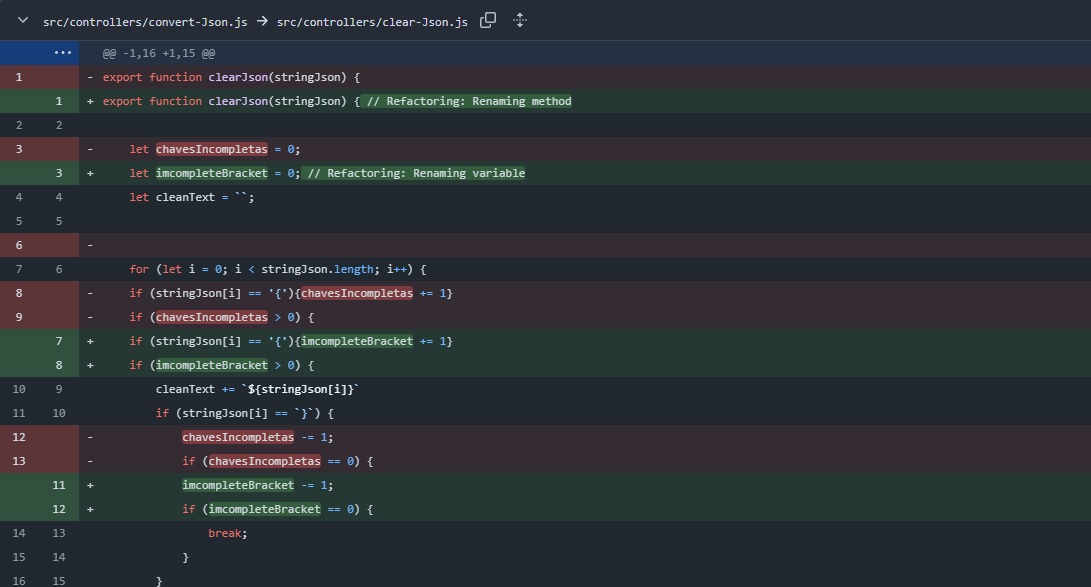 src/controllers/convert-Json.js → src/controllers/clear-Json.js
... @@ -1,16 +1,15 @@
1 - export function clearJson(stringJson) {
1 + export function clearJson(stringJson) { // Refactoring: Renaming method
2 2
3 - let chavesIncompletas = 0;
3 + let imcompleteBracket = 0; // Refactoring: Renaming variable
4 4 let cleanText = ``;
5 5
6 -
7 6 for (let i = 0; i < stringJson.length; i++) {
8 - if (stringJson[i] == '{'){chavesIncompletas += 1}
9 - if (chavesIncompletas > 0) {
7 + if (stringJson[i] == '{'){imcompleteBracket += 1}
8 + if (imcompleteBracket > 0) {
10 9 cleanText += `${stringJson[i]}`
11 10 if (stringJson[i] == `}`) {
12 - chavesIncompletas -= 1;
13 - if (chavesIncompletas == 0) {
11 + imcompleteBracket -= 1;
12 + if (imcompleteBracket == 0) {
14 13 break;
15 14 }
16 15 }